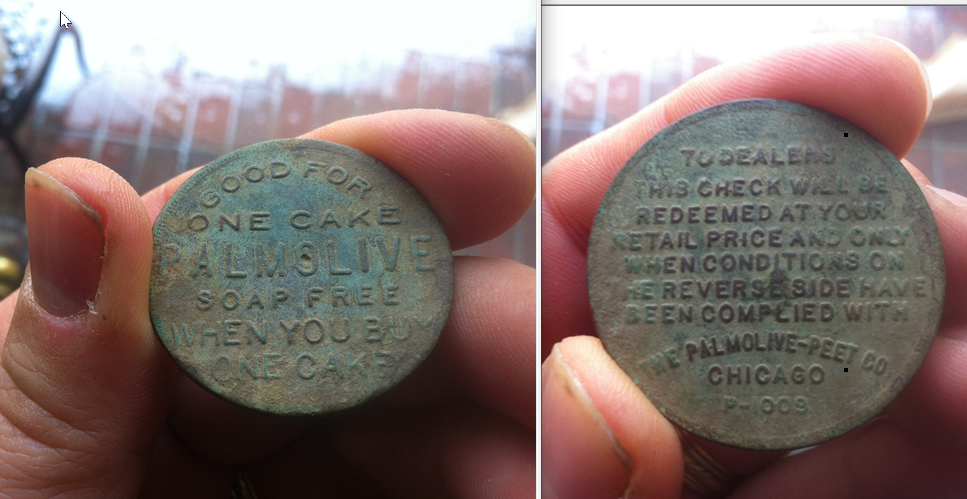 GOOD FOR
ONE CAKE
PALMOLIVE
SOAP FREE
WHEN YOU BUY
ONE CAKE
TO DEALERS
THIS CHECK WILL BE
REDEEMED AT YOUR
RETAIL PRICE AND ONLY
WHEN CONDITIONS ON
THE REVERSE SIDE HAVE
BEEN COMPLIED WITH
THE PALMOLIVE-PEET CO
CHICAGO
P-1009